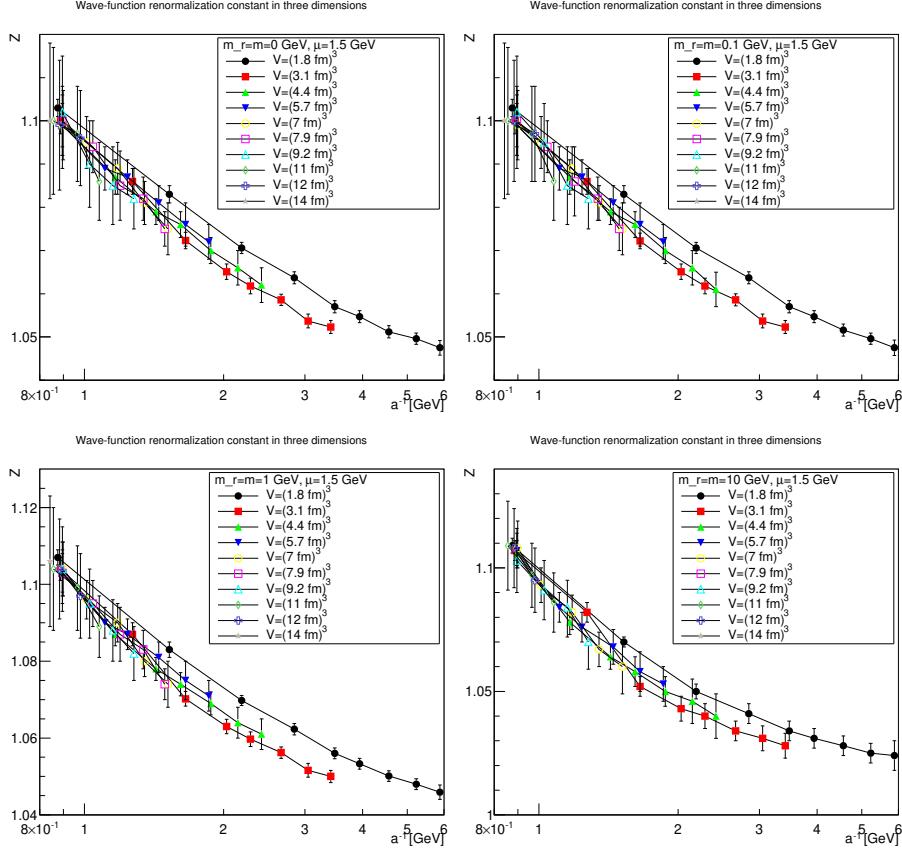 Wave-function renormalization constant in three dimensions
Z
m_r=m=0 GeV, μ=1.5 GeV
V=(1.8 fm)³
V=(3.1 fm)³
V=(4.4 fm)³
V=(5.7 fm)³
V=(7 fm)³
V=(7.9 fm)³
V=(9.2 fm)³
V=(11 fm)³
V=(12 fm)³
V=(14 fm)³
1.1
1.05
8×10⁻¹ 1 2 3 4 5 6
a⁻¹[GeV]
Wave-function renormalization constant in three dimensions
Z
m_r=m=0.1 GeV, μ=1.5 GeV
V=(1.8 fm)³
V=(3.1 fm)³
V=(4.4 fm)³
V=(5.7 fm)³
V=(7 fm)³
V=(7.9 fm)³
V=(9.2 fm)³
V=(11 fm)³
V=(12 fm)³
V=(14 fm)³
1.1
1.05
8×10⁻¹ 1 2 3 4 5 6
a⁻¹[GeV]
Wave-function renormalization constant in three dimensions
Z
m_r=m=1 GeV, μ=1.5 GeV
V=(1.8 fm)³
V=(3.1 fm)³
V=(4.4 fm)³
V=(5.7 fm)³
V=(7 fm)³
V=(7.9 fm)³
V=(9.2 fm)³
V=(11 fm)³
V=(12 fm)³
V=(14 fm)³
1.12
1.1
1.08
1.06
1.04
8×10⁻¹ 1 2 3 4 5 6
a⁻¹[GeV]
Wave-function renormalization constant in three dimensions
Z
m_r=m=10 GeV, μ=1.5 GeV
V=(1.8 fm)³
V=(3.1 fm)³
V=(4.4 fm)³
V=(5.7 fm)³
V=(7 fm)³
V=(7.9 fm)³
V=(9.2 fm)³
V=(11 fm)³
V=(12 fm)³
V=(14 fm)³
1.1
1.05
1
8×10⁻¹ 1 2 3 4 5 6
a⁻¹[GeV]